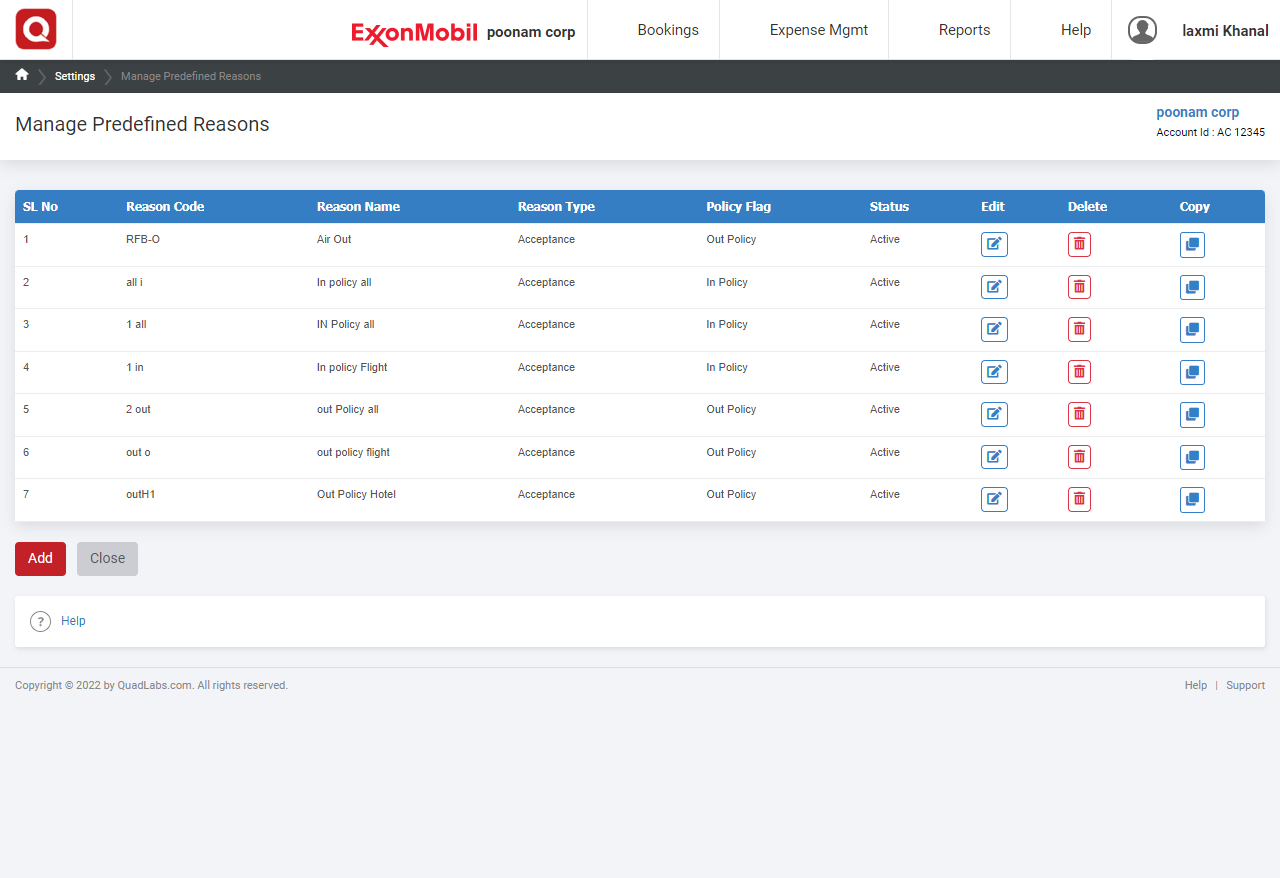 Q
ExxonMobil poonam corp Bookings Expense Mgmt Reports Help laxmi Khanal
Settings Manage Predefined Reasons
Manage Predefined Reasons
poonam corp
Account Id : AC 12345
SL No Reason Code Reason Name Reason Type Policy Flag Status Edit Delete Copy
1 RFB-O Air Out Acceptance Out Policy Active
2 all i In policy all Acceptance In Policy Active
3 1 all IN Policy all Acceptance In Policy Active
4 1 in In policy Flight Acceptance In Policy Active
5 2 out out Policy all Acceptance Out Policy Active
6 out o out policy flight Acceptance Out Policy Active
7 outH1 Out Policy Hotel Acceptance Out Policy Active
Add Close
? Help
Copyright © 2022 by QuadLabs.com. All rights reserved. Help | Support